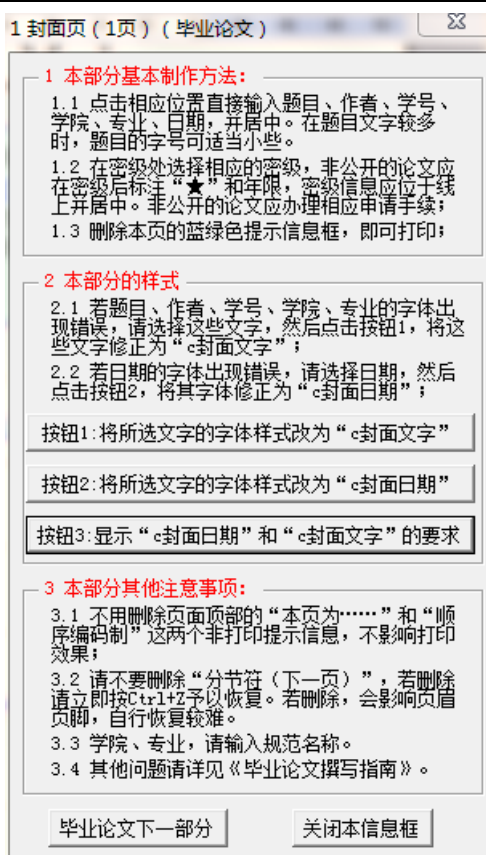 1 封面页(1页)(毕业论文)
1 本部分基本制作方法:
1.1 点击相应位置直接输入题目、作者、学号、
学院、专业、日期,并居中。在题目文字较多
时,题目的字号可适当小些。
1.2 在密级处选择相应的密级,非公开的论文应
在密级后标注“★”和年限,密级信息应位于线
上并居中。非公开的论文应办理相应申请手续;
1.3 删除本页的蓝绿色提示信息框,即可打印;
2 本部分的样式
2.1 若题目、作者、学号、学院、专业的字体出
现错误,请选择这些文字,然后点击按钮1,将这
些文字修正为“c封面文字”;
2.2 若日期的字体出现错误,请选择日期,然后
点击按钮2,将其字体修正为“c封面日期”;
按钮1:将所选文字的字体样式改为“c封面文字”
按钮2:将所选文字的字体样式改为“c封面日期”
按钮3:显示“c封面日期”和“c封面文字”的要求
3 本部分其他注意事项:
3.1 不用删除页面顶部的“本页为……”和“顺
序编码制”这两个非打印提示信息,不影响打印
效果;
3.2 请不要删除“分节符(下一页)”,若删除
请立即按Ctrl+Z予以恢复。若删除,会影响页眉
页脚,自行恢复较难。
3.3 学院、专业,请输入规范名称。
3.4 其他问题请详见《毕业论文撰写指南》。
毕业论文下一部分
关闭本信息框